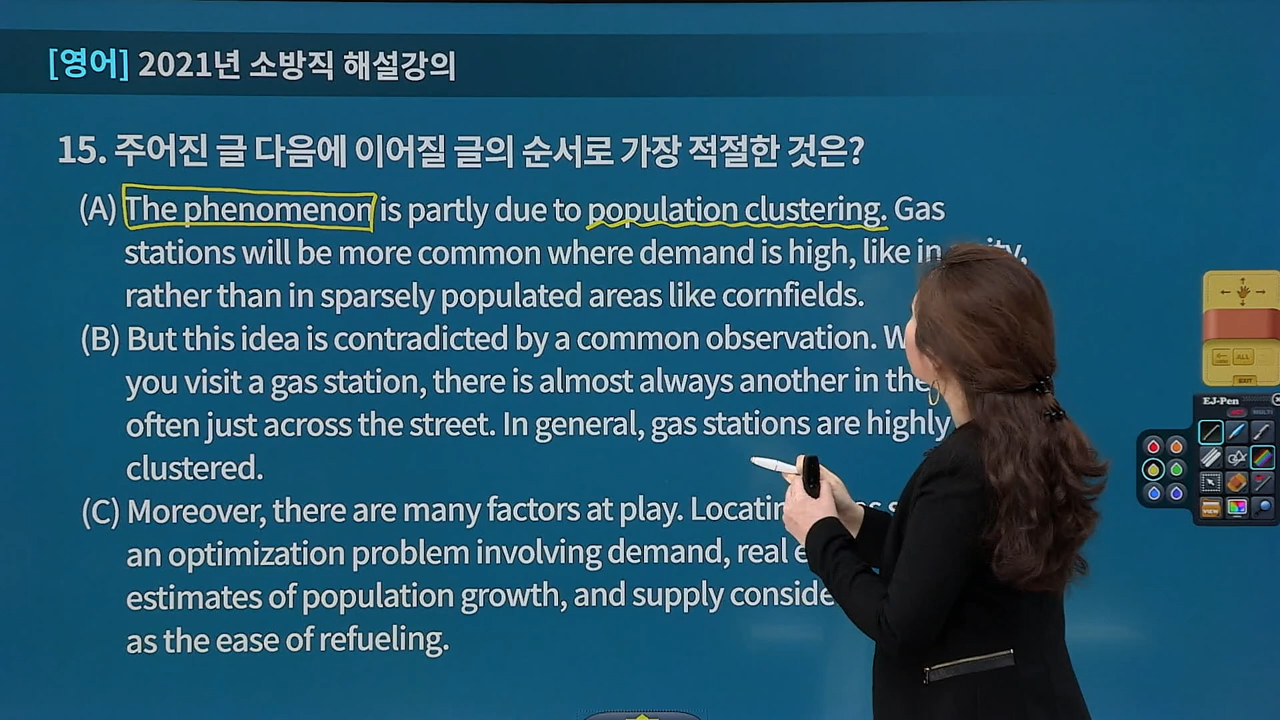 [영어] 2021년 소방직 해설강의
15. 주어진 글 다음에 이어질 글의 순서로 가장 적절한 것은?
(A) The phenomenon is partly due to population clustering. Gas
stations will be more common where demand is high, like in
rather than in sparsely populated areas like cornfields.
(B) But this idea is contradicted by a common observation.
you visit a gas station, there is almost always another in the
often just across the street. In general, gas stations are highly
clustered.
(C) Moreover, there are many factors at play.
an optimization problem involving demand, real
estimates of population growth, and supply
as the ease of refueling.
EJ-Pen
ALL
EXIT
VIEW